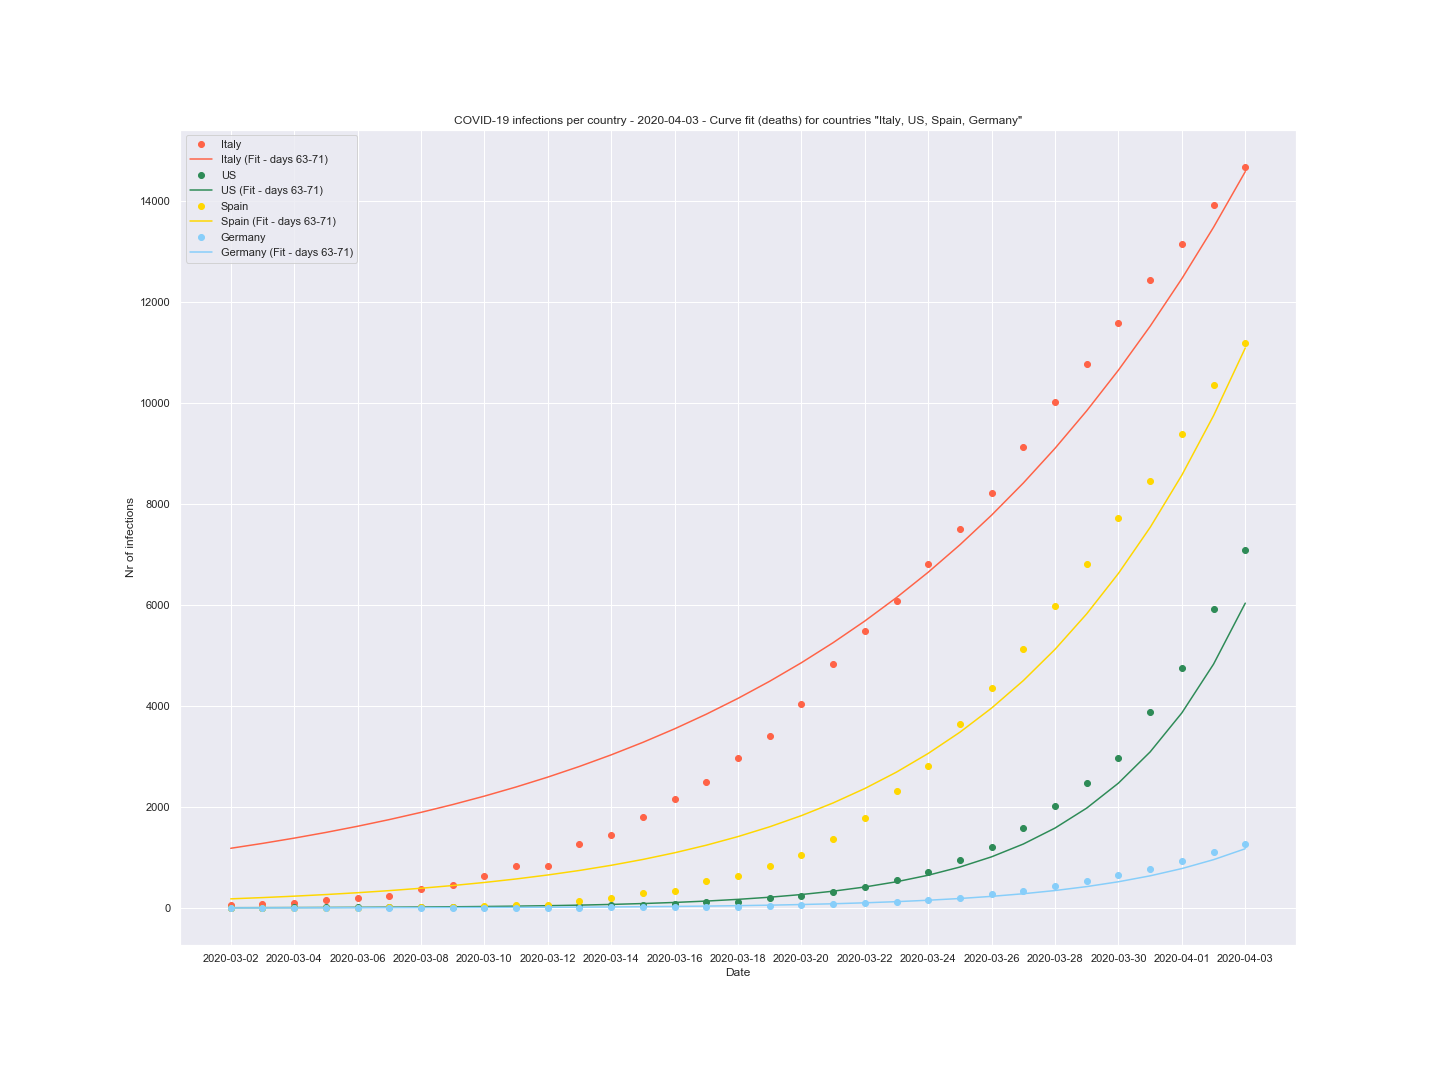 COVID-19 infections per country - 2020-04-03 - Curve fit (deaths) for countries "Italy, US, Spain, Germany"
Italy
Italy (Fit - days 63-71)
US
US (Fit - days 63-71)
Spain
Spain (Fit - days 63-71)
Germany
Germany (Fit - days 63-71)
14000
12000
10000
8000
6000
4000
2000
0
Nr of infections
2020-03-02 2020-03-04 2020-03-06 2020-03-08 2020-03-10 2020-03-12 2020-03-14 2020-03-16 2020-03-18 2020-03-20 2020-03-22 2020-03-24 2020-03-26 2020-03-28 2020-03-30 2020-04-01 2020-04-03
Date